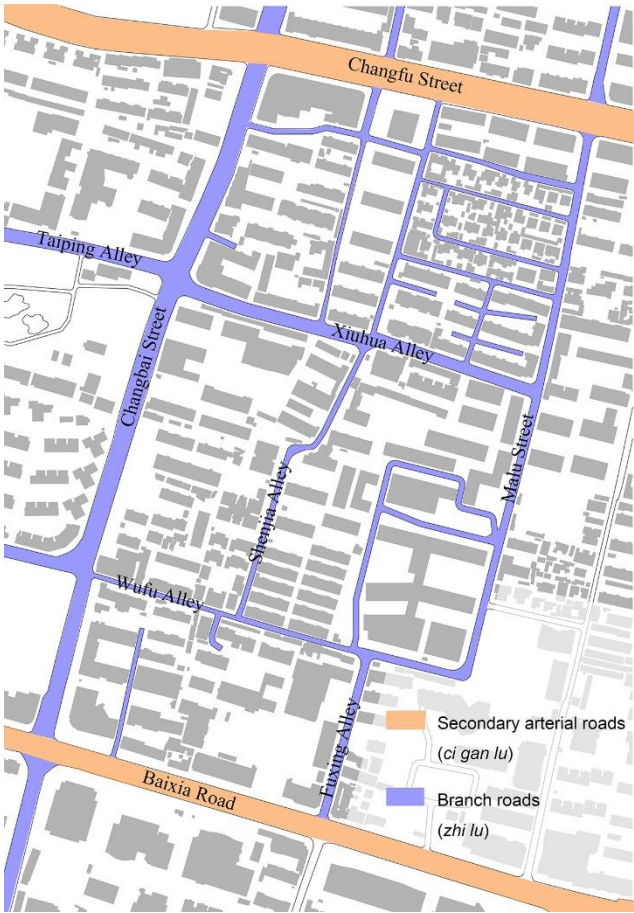 Changfu Street
Taiping Alley
Xiuhua Alley
Changbai Street
Malu Street
Shenjia Alley
Wufu Alley
Fuxing Alley
Baixia Road
Secondary arterial roads
(ci gan lu)
Branch roads
(zhi lu)